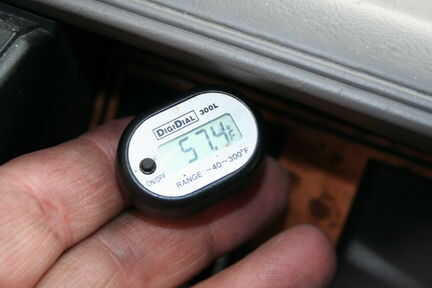 DIGIDIAL 300L
57.4°F
ON/OFF
RANGE -40~300°F